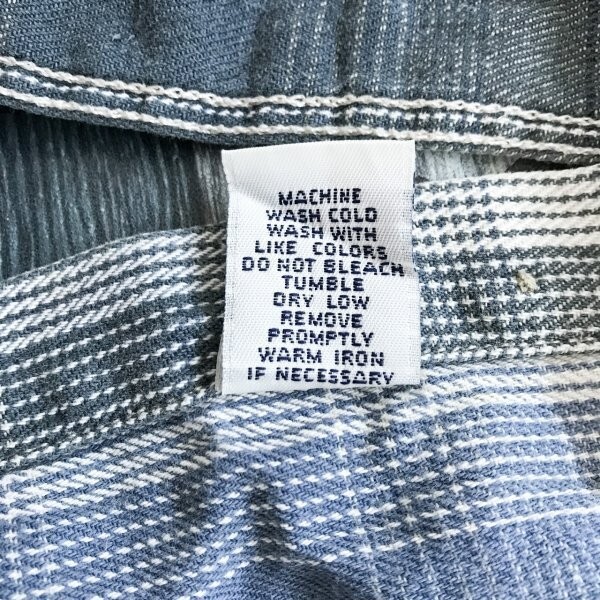 MACHINE
WASH COLD
WASH WITH
LIKE COLORS
DO NOT BLEACH
TUMBLE
DRY LOW
REMOVE
PROMPTLY
WARM IRON
IF NECESSARY